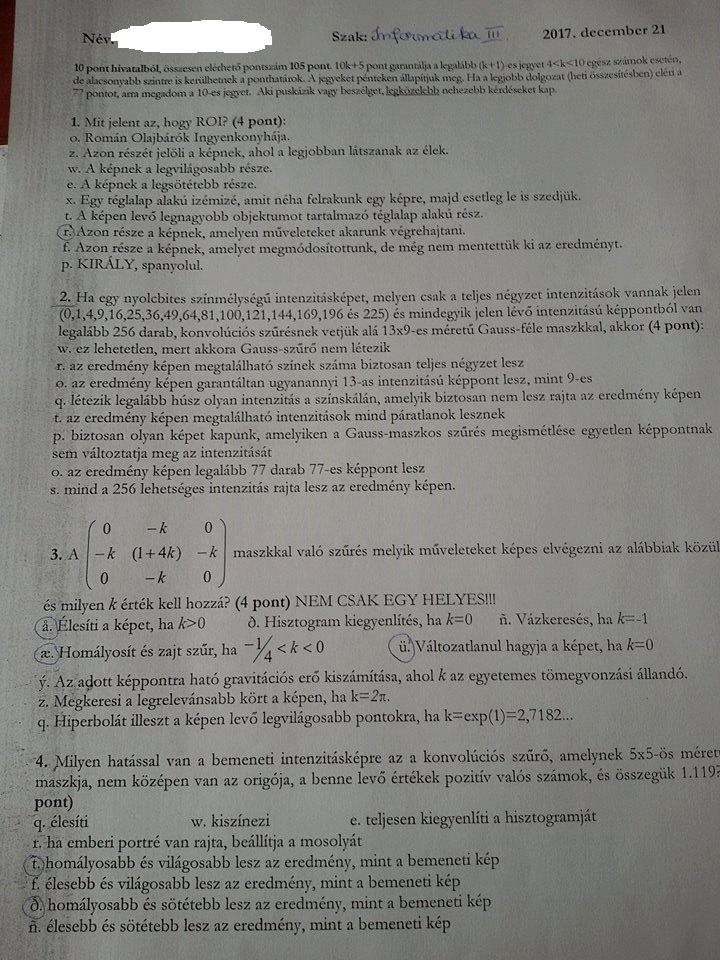 Név. Szak: Informatika III. 2017. december 21
10 pont hivatalból, összesen elérhető pontszám 105 pont. 10k+5 pont garantálja a legalább (k+1)-es jegyet 4<k<10 egész számok esetén,
de alacsonyabb szintre is kerülhetnek a ponthatárok. A jegyeket pénteken állapítjuk meg. Ha a legjobb dolgozat (heti összesítésben) eléri a
77 pontot, arra megadom a 10-es jegyet. Aki puskázik vagy beszélget, legközelebb nehezebb kérdéseket kap.
1. Mit jelent az, hogy ROI? (4 pont):
o. Román Olajbárók Ingyenkonyhája.
z. Azon részét jelöli a képnek, ahol a legjobban látszanak az élek.
w. A képnek a legvilágosabb része.
e. A képnek a legsötétebb része.
x. Egy téglalap alakú izémizé, amit néha felrakunk egy képre, majd esetleg le is szedjük.
t. A képen levő legnagyobb objektumot tartalmazó téglalap alakú rész.
r. Azon része a képnek, amelyen műveleteket akarunk végrehajtani.
f. Azon része a képnek, amelyet megmódosítottunk, de még nem mentettük ki az eredményt.
p. KIRÁLY, spanyolul.
2. Ha egy nyolcbites színmélységű intenzitásképet, melyen csak a teljes négyzet intenzitások vannak jelen
(0,1,4,9,16,25,36,49,64,81,100,121,144,169,196 és 225) és mindegyik jelen lévő intenzitású képpontból van
legalább 256 darab, konvolúciós szűrésnek vetjük alá 13x9-es méretű Gauss-féle maszkkal, akkor (4 pont):
w. ez lehetetlen, mert akkora Gauss-szűrő nem létezik
r. az eredmény képen megtalálható színek száma biztosan teljes négyzet lesz
o. az eredmény képen garantáltan ugyanannyi 13-as intenzitású képpont lesz, mint 9-es
q. létezik legalább húsz olyan intenzitás a színskálán, amelyik biztosan nem lesz rajta az eredmény képen
t. az eredmény képen megtalálható intenzitások mind páratlanok lesznek
p. biztosan olyan képet kapunk, amelyiken a Gauss-maszkos szűrés megismétlése egyetlen képpontnak
sem változtatja meg az intenzitását
o. az eredmény képen legalább 77 darab 77-es képpont lesz
s. mind a 256 lehetséges intenzitás rajta lesz az eredmény képen.
0 -k 0
3. A -k (1+4k) -k maszkkal való szűrés melyik műveleteket képes elvégezni az alábbiak közül
0 -k 0
és milyen k érték kell hozzá? (4 pont) NEM CSAK EGY HELYES!!!
ã. Élesíti a képet, ha k>0 ð. Hisztogram kiegyenlítés, ha k=0 ñ. Vázkeresés, ha k=-1
æ. Homályosít és zajt szűr, ha -1/4 < k < 0 ü. Változatlanul hagyja a képet, ha k=0
ý. Az adott képpontra ható gravitációs erő kiszámítása, ahol k az egyetemes tömegvonzási állandó.
z. Megkeresi a legrelevánsabb kört a képen, ha k=2π.
q. Hiperbolát illeszt a képen levő legvilágosabb pontokra, ha k=exp(1)=2,7182...
4. Milyen hatással van a bemeneti intenzitásképre az a konvolúciós szűrő, amelynek 5x5-ös méretű
maszkja, nem középen van az origója, a benne levő értékek pozitív valós számok, és összegük 1.119?
pont)
q. élesíti w. kiszínezi e. teljesen kiegyenlíti a hisztogramját
r. ha emberi portré van rajta, beállítja a mosolyát
t. homályosabb és világosabb lesz az eredmény, mint a bemeneti kép
f. élesebb és világosabb lesz az eredmény, mint a bemeneti kép
ð. homályosabb és sötétebb lesz az eredmény, mint a bemeneti kép
ñ. élesebb és sötétebb lesz az eredmény, mint a bemeneti kép